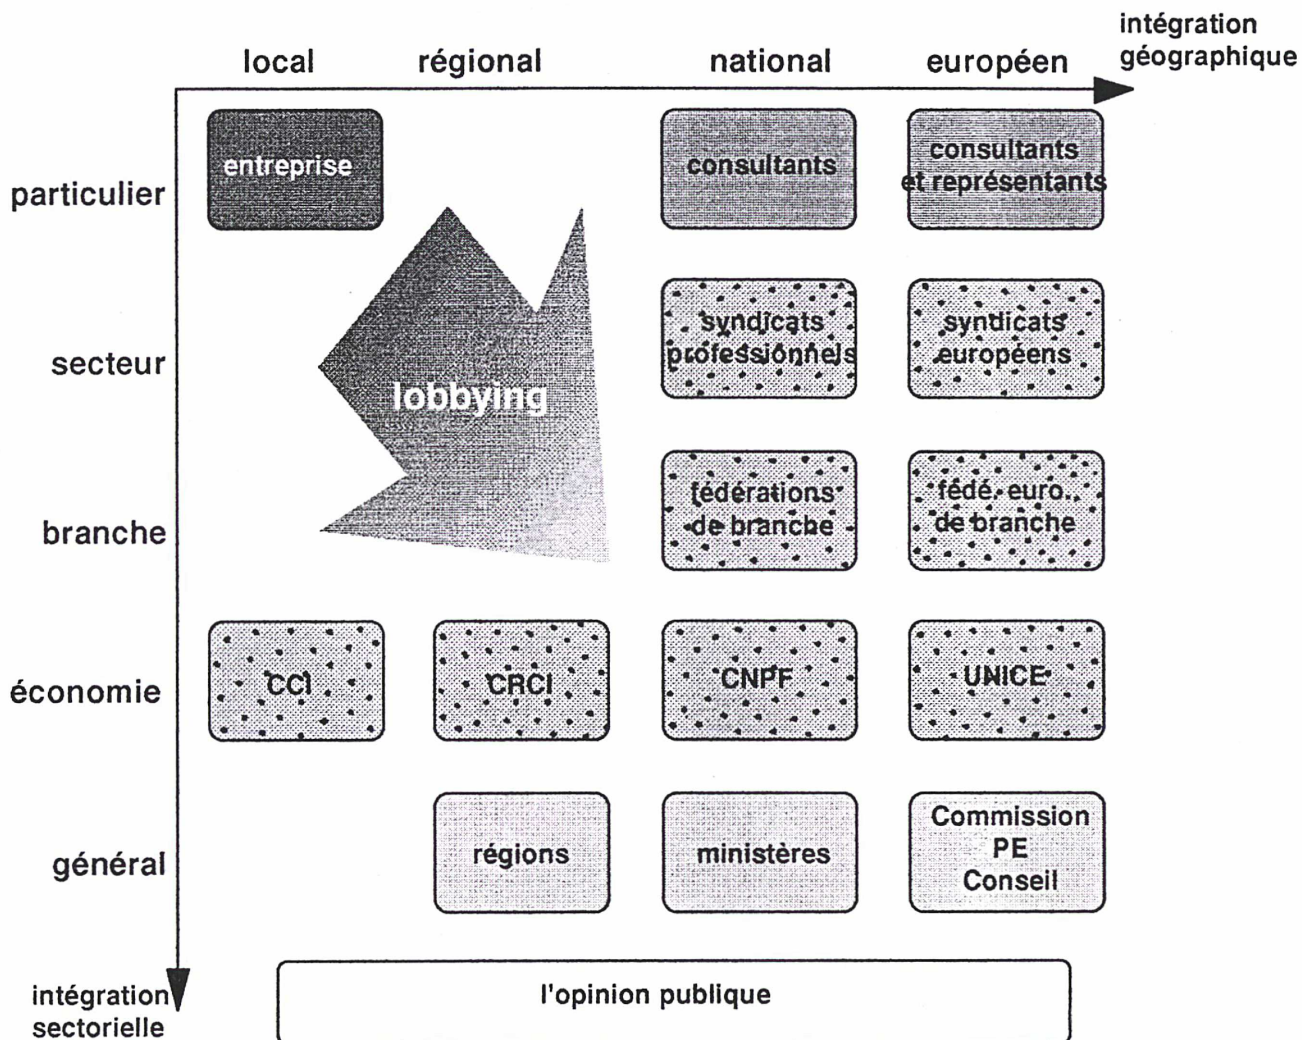 intégration
géographique
local régional national européen
particulier
entreprise
consultants
consultants
et représentants
secteur
lobbying
syndicats
professionnels
syndicats
européens
branche
fédérations
de branche
fédé. euro.
de branche
économie
CCI
CRCI
CNPF
UNICE
général
régions
ministères
Commission
PE
Conseil
intégration
sectorielle
l'opinion publique